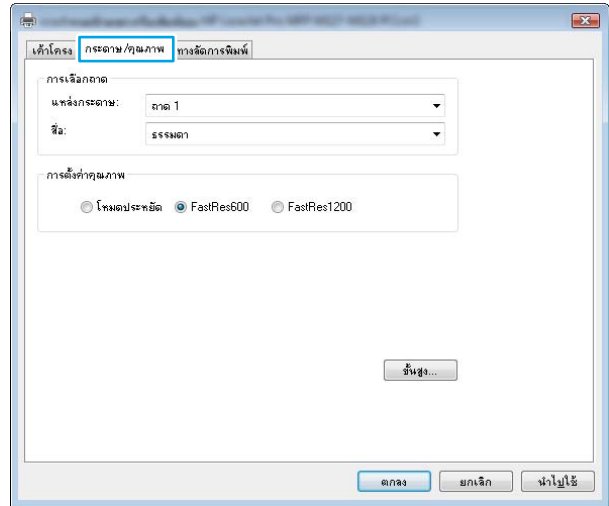 เค้าโครง กระดาษ/คุณภาพ ทางลัดการพิมพ์
การเลือกถาด
แหล่งกระดาษ: ถาด 1
สื่อ: ธรรมดา
การตั้งค่าคุณภาพ
โหมดประหยัด FastRes600 FastRes1200
ขั้นสูง...
ตกลง ยกเลิก นำไปใช้